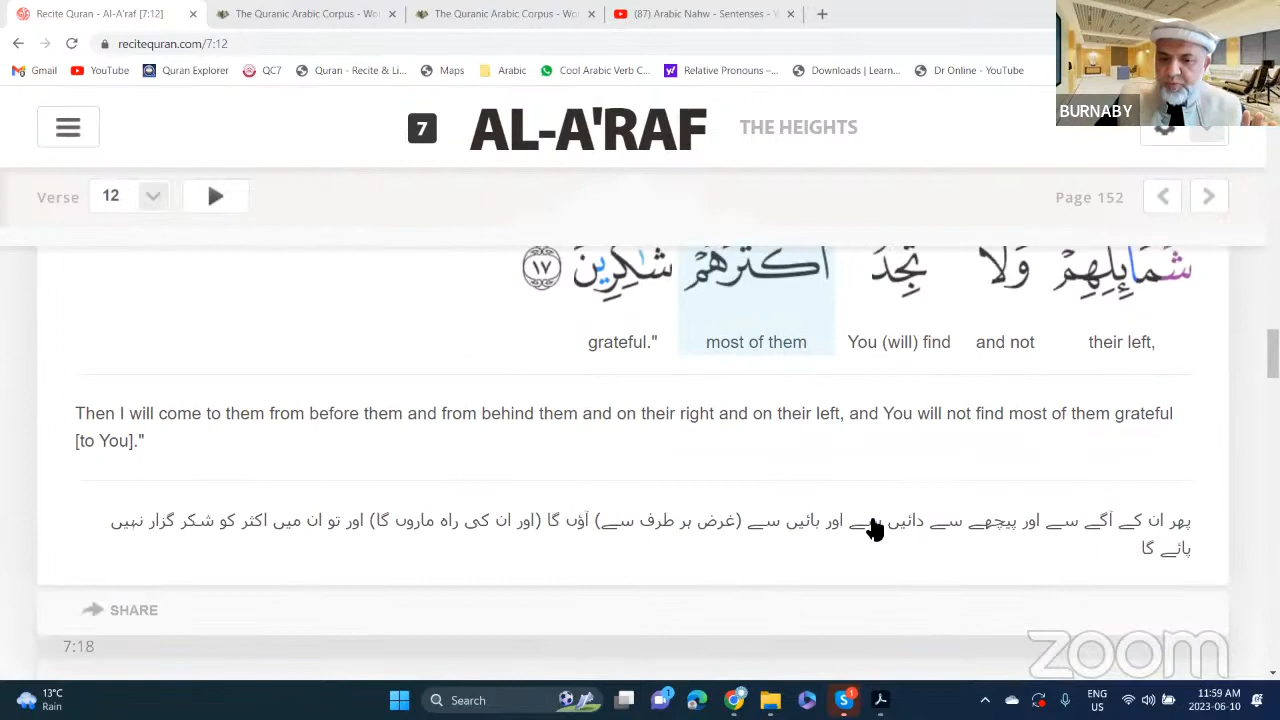 Recite Quran - Al-A'raf [7:12]
The Quranic Arabic Corpus - Wo
The Quranic Arabic Corpus - Wo
(87) Arabic Nahw - Sentences - Y
recitequran.com/7:12
Gmail
YouTube
Quran Explorer
QC7
Quran - Recite & Li...
Maps
Apni
Cool Arabic Verb C...
Relative Pronouns –...
Downloads | Learn...
DrOnline - YouTube
BURNABY
7 AL-A'RAF THE HEIGHTS
Verse 12
Page 152
شَمَآئِلِهِمْ وَلَا تَجِدُ أَكْثَرَهُمْ شَـٰكِرِينَ ١٧
grateful." most of them You (will) find and not their left,
Then I will come to them from before them and from behind them and on their right and on their left, and You will not find most of them grateful
[to You]."
پھر ان کے آگے سے اور پیچھے سے دائیں سے اور بائیں سے (غرض ہر طرف سے) آؤں گا (اور ان کی راہ ماروں گا) اور تو ان میں اکثر کو شکر گزار نہیں
پائے گا
SHARE
7:18
zoom
13°C
Rain
Search
1
1
ENG
US
11:59 AM
2023-06-10